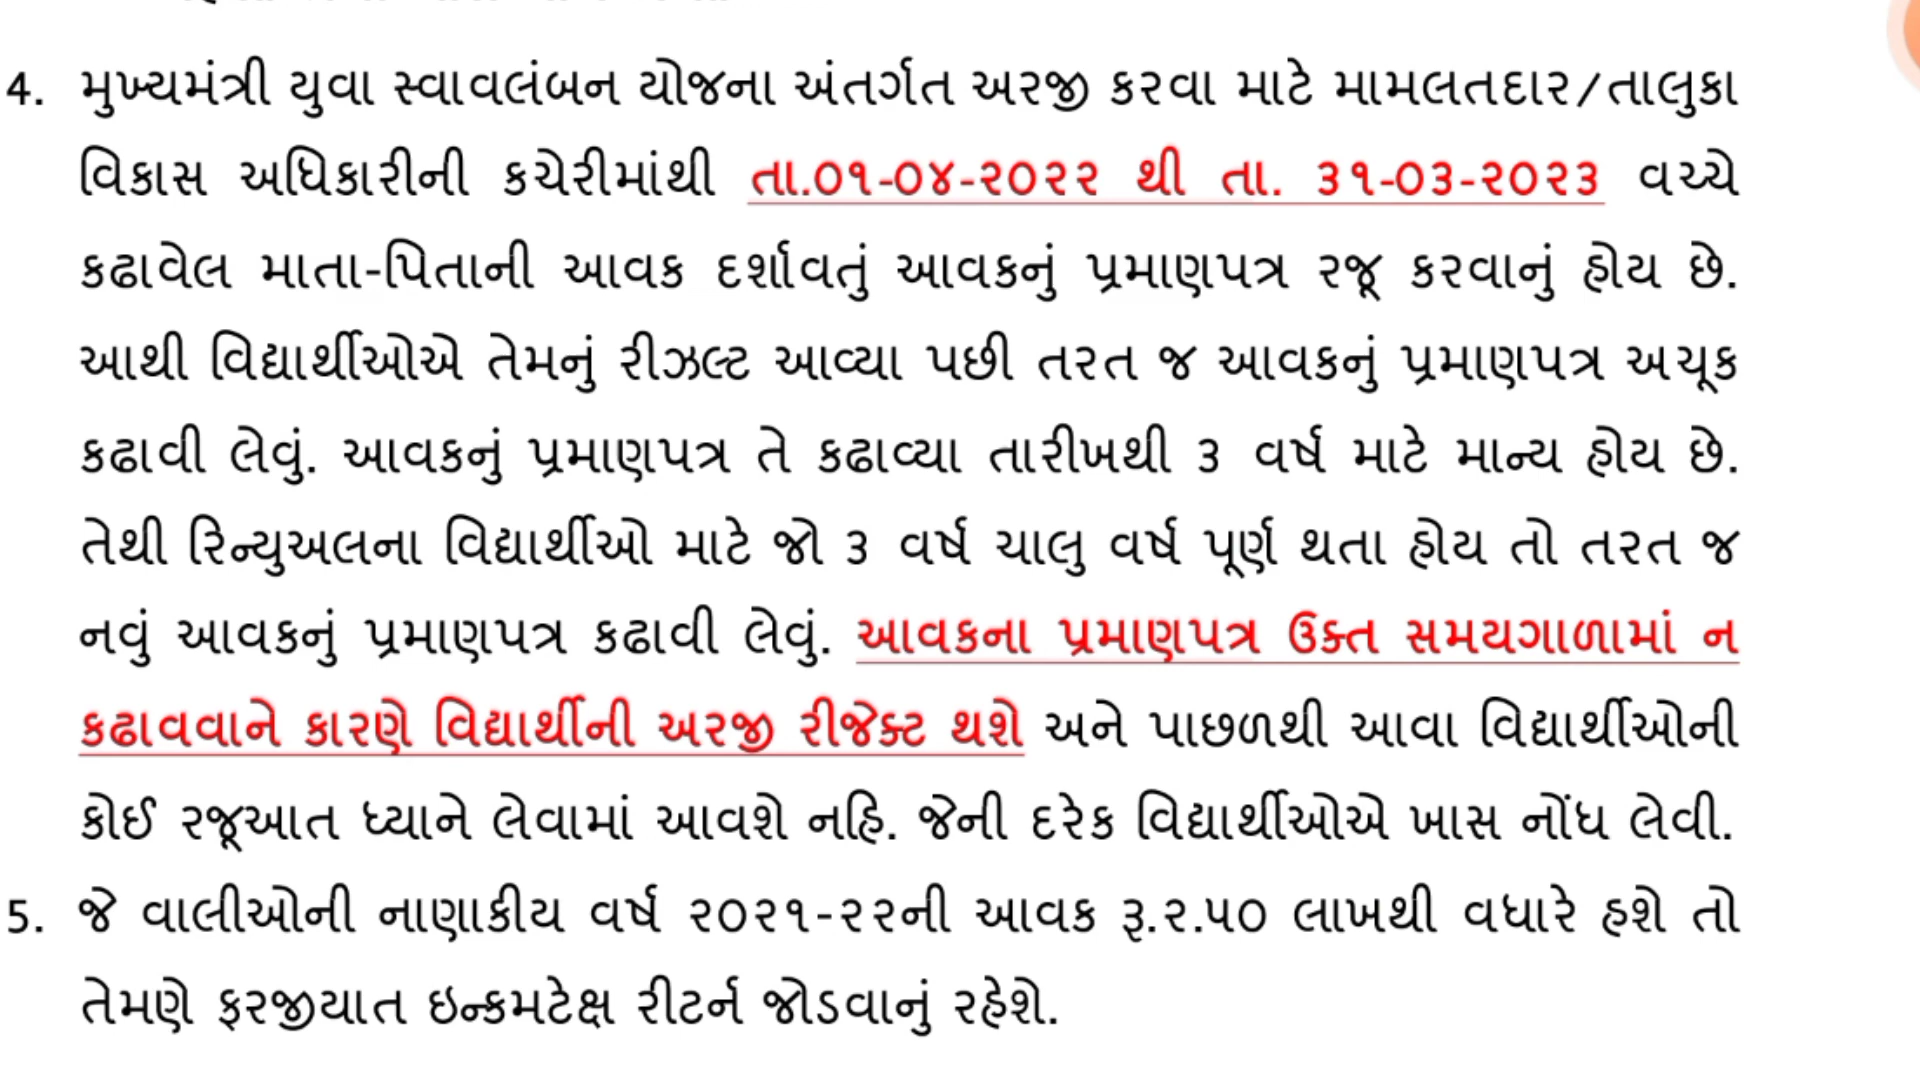 4. મુખ્યમંત્રી યુવા સ્વાવલંબન યોજના અંતર્ગત અરજી કરવા માટે મામલતદાર/તાલુકા
વિકાસ અધિકારીની કચેરીમાંથી તા.૦૧-૦૪-૨૦૨૨ થી તા. ૩૧-૦૩-૨૦૨૩ વચ્ચે
કઢાવેલ માતા-પિતાની આવક દર્શાવતું આવકનું પ્રમાણપત્ર રજૂ કરવાનું હોય છે.
આથી વિદ્યાર્થીઓએ તેમનું રીઝલ્ટ આવ્યા પછી તરત જ આવકનું પ્રમાણપત્ર અચૂક
કઢાવી લેવું. આવકનું પ્રમાણપત્ર તે કઢાવ્યા તારીખથી ૩ વર્ષ માટે માન્ય હોય છે.
તેથી રિન્યુઅલના વિદ્યાર્થીઓ માટે જો ૩ વર્ષ ચાલુ વર્ષ પૂર્ણ થતા હોય તો તરત જ
નવું આવકનું પ્રમાણપત્ર કઢાવી લેવું. આવકના પ્રમાણપત્ર ઉક્ત સમયગાળામાં ન
કઢાવવાને કારણે વિદ્યાર્થીની અરજી રીજેક્ટ થશે અને પાછળથી આવા વિદ્યાર્થીઓની
કોઈ રજૂઆત ધ્યાને લેવામાં આવશે નહિ. જેની દરેક વિદ્યાર્થીઓએ ખાસ નોંધ લેવી.
5. જે વાલીઓની નાણાકીય વર્ષ ૨૦૨૧-૨૨ની આવક રૂ.૨.૫૦ લાખથી વધારે હશે તો
તેમણે ફરજીયાત ઇન્કમટેક્ષ રીટર્ન જોડવાનું રહેશે.